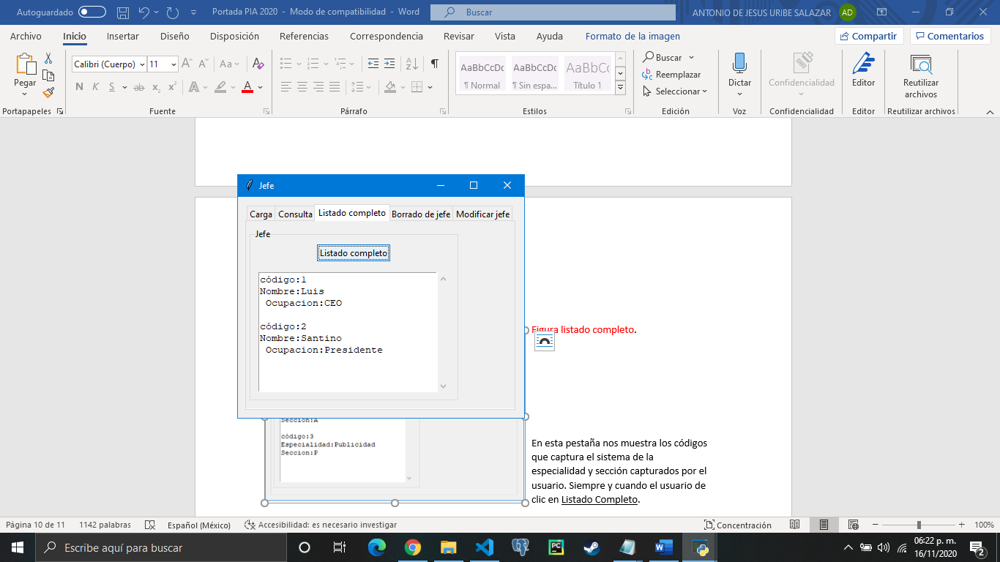 Autoguardado Portada PIA 2020 - Modo de compatibilidad - Word Buscar ANTONIO DE JESUS URIBE SALAZAR AD
Archivo Inicio Insertar Diseño Disposición Referencias Correspondencia Revisar Vista Ayuda Formato de la imagen Compartir Comentarios
Calibri (Cuerpo) 11 A A Aa A
AaBbCcDc AaBbCcDc AaBbCc
Buscar
Reemplazar
Seleccionar
Pegar
N K S ab x₂ x² A A
¶ Normal ¶ Sin espa... Título 1
Dictar Confidencialidad Editor Reutilizar archivos
Portapapeles Fuente Párrafo Estilos Edición Voz Confidencialidad Editor Reutilizar archivos
Jefe
Carga Consulta Listado completo Borrado de jefe Modificar jefe
Jefe
Listado completo
código:1
Nombre:Luis
Ocupacion:CEO
código:2
Nombre:Santino
Ocupacion:Presidente
Figura listado completo.
Seccion:A
código:3
Especialidad:Publicidad
Seccion:P
En esta pestaña nos muestra los códigos
que captura el sistema de la
especialidad y sección capturados por el
usuario. Siempre y cuando el usuario de
clic en Listado Completo.
Página 10 de 11 1142 palabras Español (México) Accesibilidad: es necesario investigar Concentración 100%
Escribe aquí para buscar
PC
06:22 p. m.
16/11/2020
2